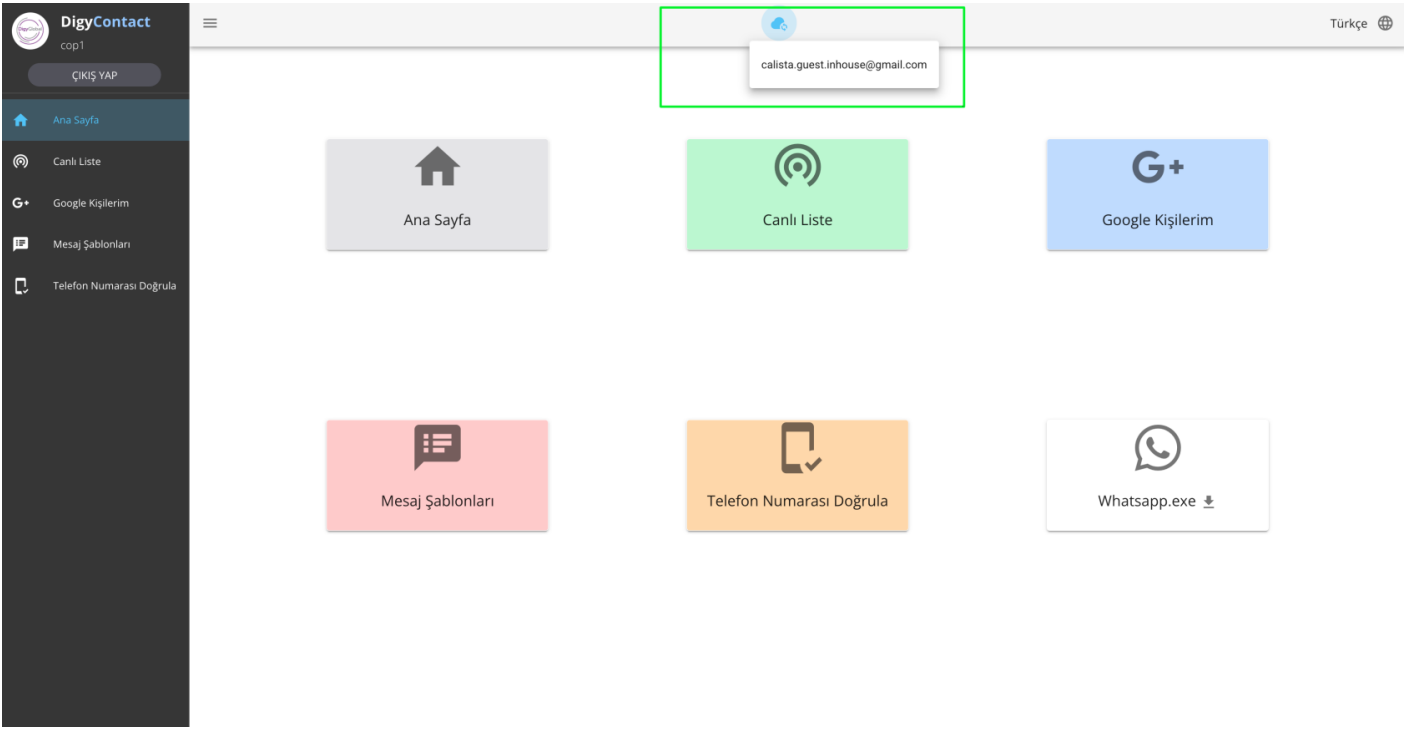 DigyContact
cop1
ÇIKIŞ YAP
Ana Sayfa
Canlı Liste
G+ Google Kişilerim
Mesaj Şablonları
Telefon Numarası Doğrula
Türkçe
calista.guest.inhouse@gmail.com
Ana Sayfa
Canlı Liste
G+
Google Kişilerim
Mesaj Şablonları
Telefon Numarası Doğrula
Whatsapp.exe